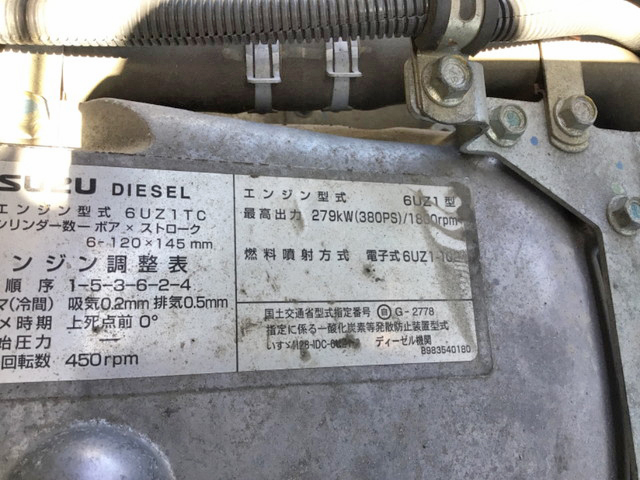 SUZU DIESEL
エンジン型式 6UZ1TC
シリンダー数ー ボア × ストローク
6-120×145mm
ンジン調整表
順序 1-5-3-6-2-4
マ(冷間) 吸気0.2mm 排気0.5mm
メ時期 上死点前 0°
始圧力 —
回転数 450rpm
エンジン型式 6UZ1型
最高出力 279kW(380PS)/1800rpm
燃料噴射方式 電子式6UZ1-
国土交通省型式指定番号 G-2778
指定に係る一酸化炭素等発散防止装置型式
いすゞ ディーゼル機関
B983540180